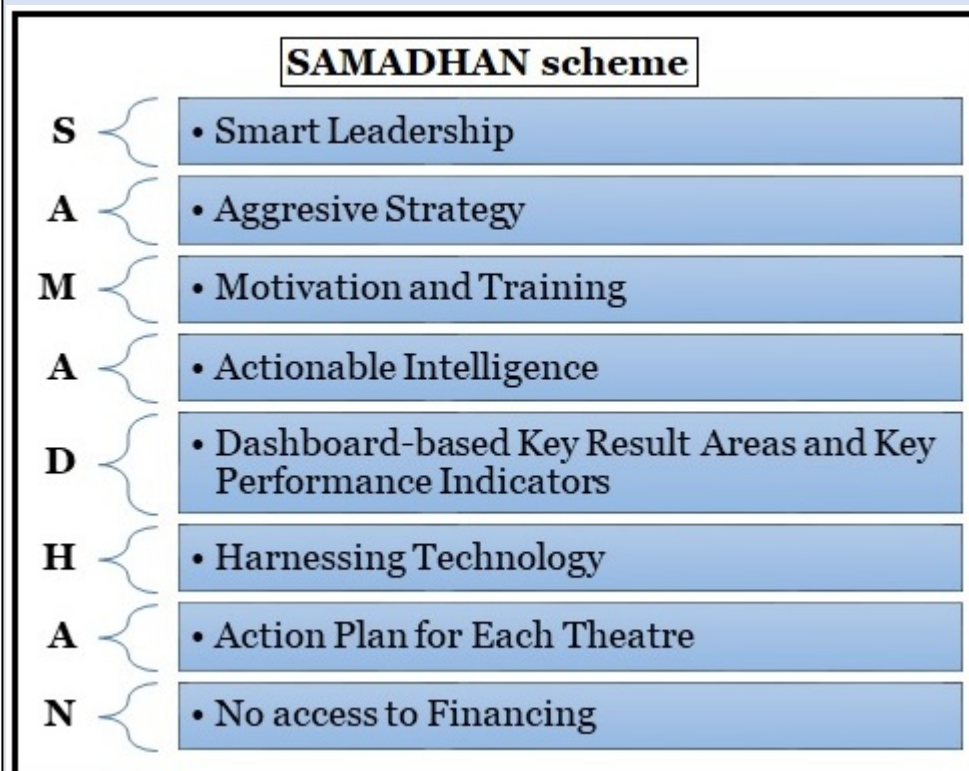 SAMADHAN scheme
S • Smart Leadership
A • Aggresive Strategy
M • Motivation and Training
A • Actionable Intelligence
D • Dashboard-based Key Result Areas and Key
Performance Indicators
H • Harnessing Technology
A • Action Plan for Each Theatre
N • No access to Financing